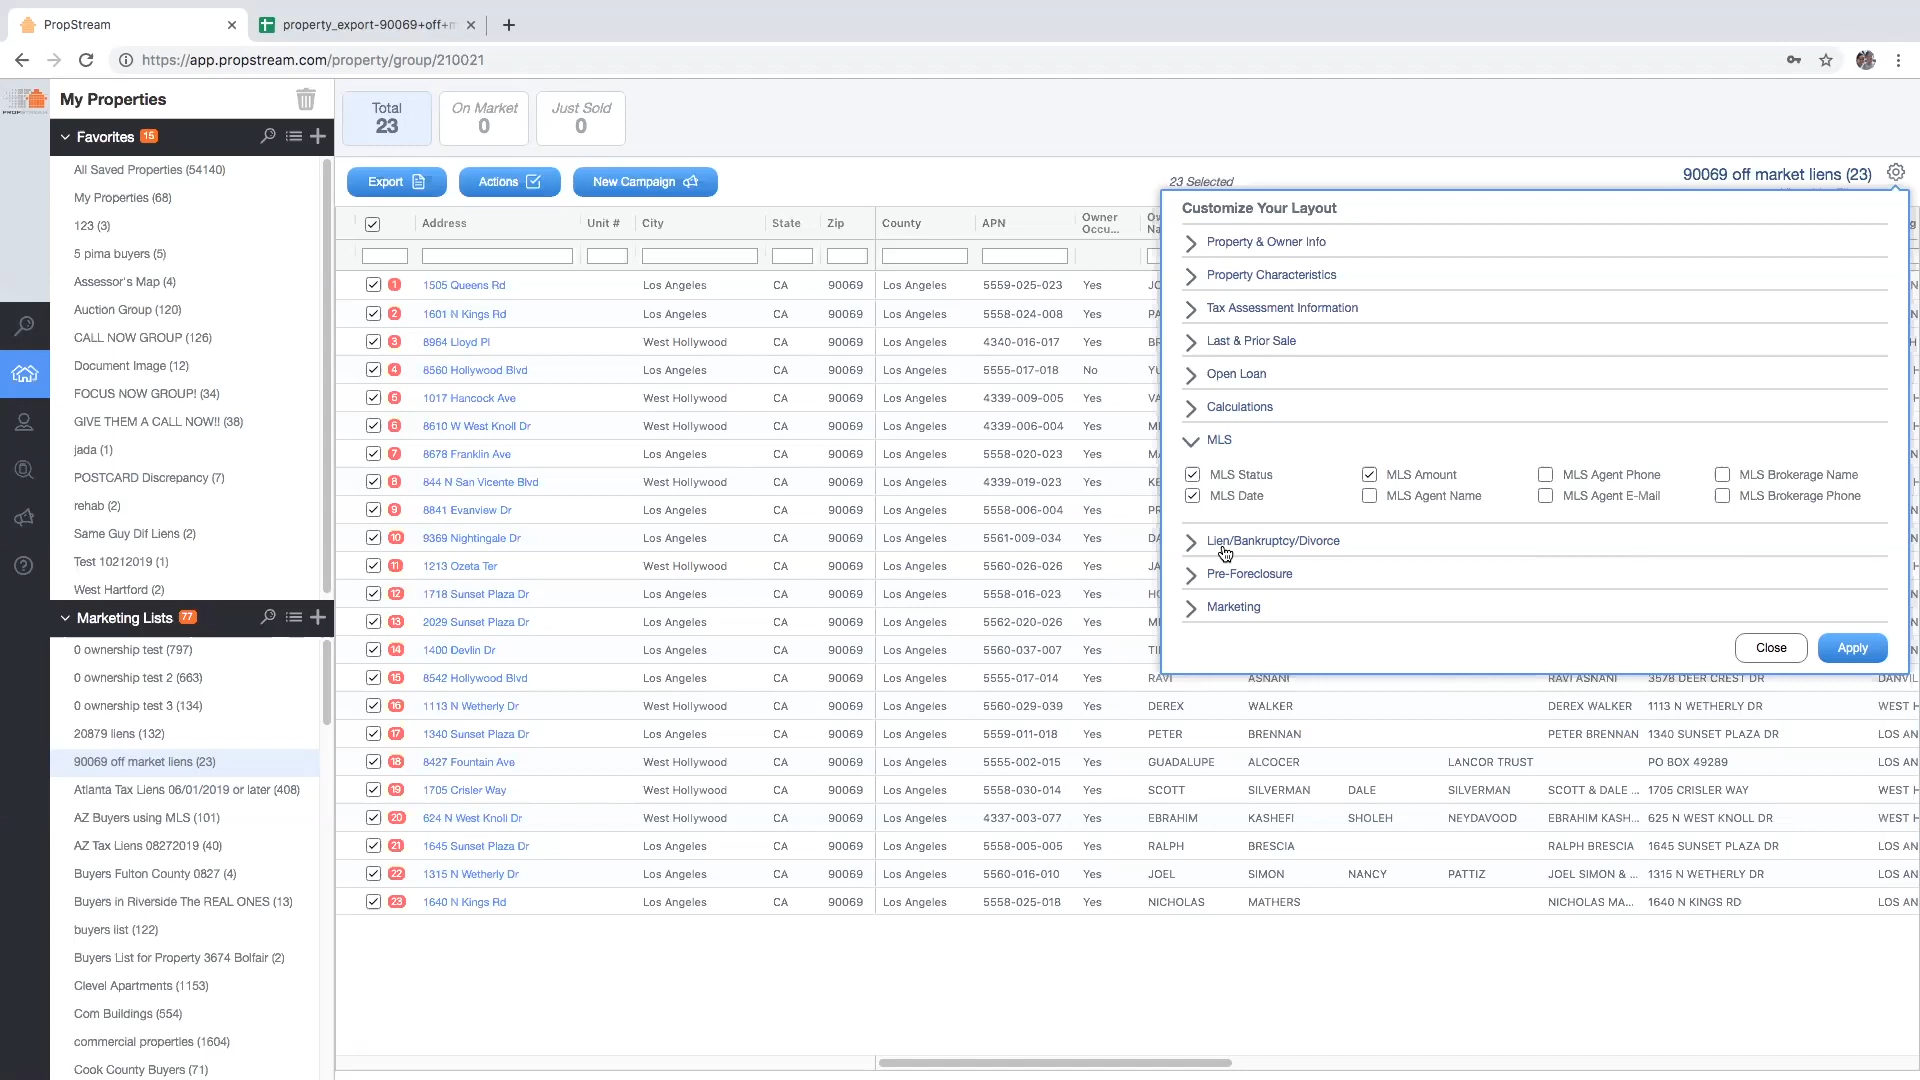 PropStream
property_export-90069+off+m
https://app.propstream.com/property/group/210021
My Properties
Favorites 15
All Saved Properties (54140)
My Properties (68)
123 (3)
5 pima buyers (5)
Assessor's Map (4)
Auction Group (120)
CALL NOW GROUP (126)
Document Image (12)
FOCUS NOW GROUP! (34)
GIVE THEM A CALL NOW!! (38)
jada (1)
POSTCARD Discrepancy (7)
rehab (2)
Same Guy Dif Liens (2)
Test 10212019 (1)
West Hartford (2)
Marketing Lists 77
0 ownership test (797)
0 ownership test 2 (663)
0 ownership test 3 (134)
20879 liens (132)
90069 off market liens (23)
Atlanta Tax Liens 06/01/2019 or later (408)
AZ Buyers using MLS (101)
AZ Tax Liens 08272019 (40)
Buyers Fulton County 0827 (4)
Buyers in Riverside The REAL ONES (13)
buyers list (122)
Buyers List for Property 3674 Bolfair (2)
Clevel Apartments (1153)
Com Buildings (554)
commercial properties (1604)
Cook County Buyers (71)
Total 23
On Market 0
Just Sold 0
Export
Actions
New Campaign
23 Selected
90069 off market liens (23)
Address Unit # City State Zip County APN Owner Occu... Ow Na
1 1505 Queens Rd Los Angeles CA 90069 Los Angeles 5559-025-023 Yes JO
2 1601 N Kings Rd Los Angeles CA 90069 Los Angeles 5558-024-008 Yes PA
3 8964 Lloyd Pl West Hollywood CA 90069 Los Angeles 4340-016-017 Yes BR
4 8560 Hollywood Blvd Los Angeles CA 90069 Los Angeles 5555-017-018 No YU
5 1017 Hancock Ave West Hollywood CA 90069 Los Angeles 4339-009-005 Yes VA
6 8610 W West Knoll Dr West Hollywood CA 90069 Los Angeles 4339-006-004 Yes MI
7 8678 Franklin Ave Los Angeles CA 90069 Los Angeles 5558-020-023 Yes MA
8 844 N San Vicente Blvd West Hollywood CA 90069 Los Angeles 4339-019-023 Yes KE
9 8841 Evanview Dr Los Angeles CA 90069 Los Angeles 5558-006-004 Yes PR
10 9369 Nightingale Dr Los Angeles CA 90069 Los Angeles 5561-009-034 Yes DA
11 1213 Ozeta Ter West Hollywood CA 90069 Los Angeles 5560-026-026 Yes JA
12 1718 Sunset Plaza Dr Los Angeles CA 90069 Los Angeles 5558-016-023 Yes HO
13 2029 Sunset Plaza Dr Los Angeles CA 90069 Los Angeles 5562-020-026 Yes MI
14 1400 Devlin Dr Los Angeles CA 90069 Los Angeles 5560-037-007 Yes TI
15 8542 Hollywood Blvd Los Angeles CA 90069 Los Angeles 5555-017-014 Yes RAVI ASNANI RAVI ASNANI 3578 DEER CREST DR DANVIL
16 1113 N Wetherly Dr West Hollywood CA 90069 Los Angeles 5560-029-039 Yes DEREX WALKER DEREX WALKER 1113 N WETHERLY DR WEST H
17 1340 Sunset Plaza Dr Los Angeles CA 90069 Los Angeles 5559-011-018 Yes PETER BRENNAN PETER BRENNAN 1340 SUNSET PLAZA DR LOS AN
18 8427 Fountain Ave West Hollywood CA 90069 Los Angeles 5555-002-015 Yes GUADALUPE ALCOCER LANCOR TRUST PO BOX 49289 LOS AN
19 1705 Crisler Way West Hollywood CA 90069 Los Angeles 5558-030-014 Yes SCOTT SILVERMAN DALE SILVERMAN SCOTT & DALE ... 1705 CRISLER WAY WEST H
20 624 N West Knoll Dr West Hollywood CA 90069 Los Angeles 4337-003-077 Yes EBRAHIM KASHEFI SHOLEH NEYDAVOOD EBRAHIM KASH... 625 N WEST KNOLL DR WEST H
21 1645 Sunset Plaza Dr Los Angeles CA 90069 Los Angeles 5558-005-005 Yes RALPH BRESCIA RALPH BRESCIA 1645 SUNSET PLAZA DR LOS AN
22 1315 N Wetherly Dr Los Angeles CA 90069 Los Angeles 5560-016-010 Yes JOEL SIMON NANCY PATTIZ JOEL SIMON & ... 1315 N WETHERLY DR LOS AN
23 1640 N Kings Rd Los Angeles CA 90069 Los Angeles 5558-025-018 Yes NICHOLAS MATHERS NICHOLAS MA... 1640 N KINGS RD LOS AN
Customize Your Layout
Property & Owner Info
Property Characteristics
Tax Assessment Information
Last & Prior Sale
Open Loan
Calculations
MLS
MLS Status MLS Amount MLS Agent Phone MLS Brokerage Name
MLS Date MLS Agent Name MLS Agent E-Mail MLS Brokerage Phone
Lien/Bankruptcy/Divorce
Pre-Foreclosure
Marketing
Close
Apply